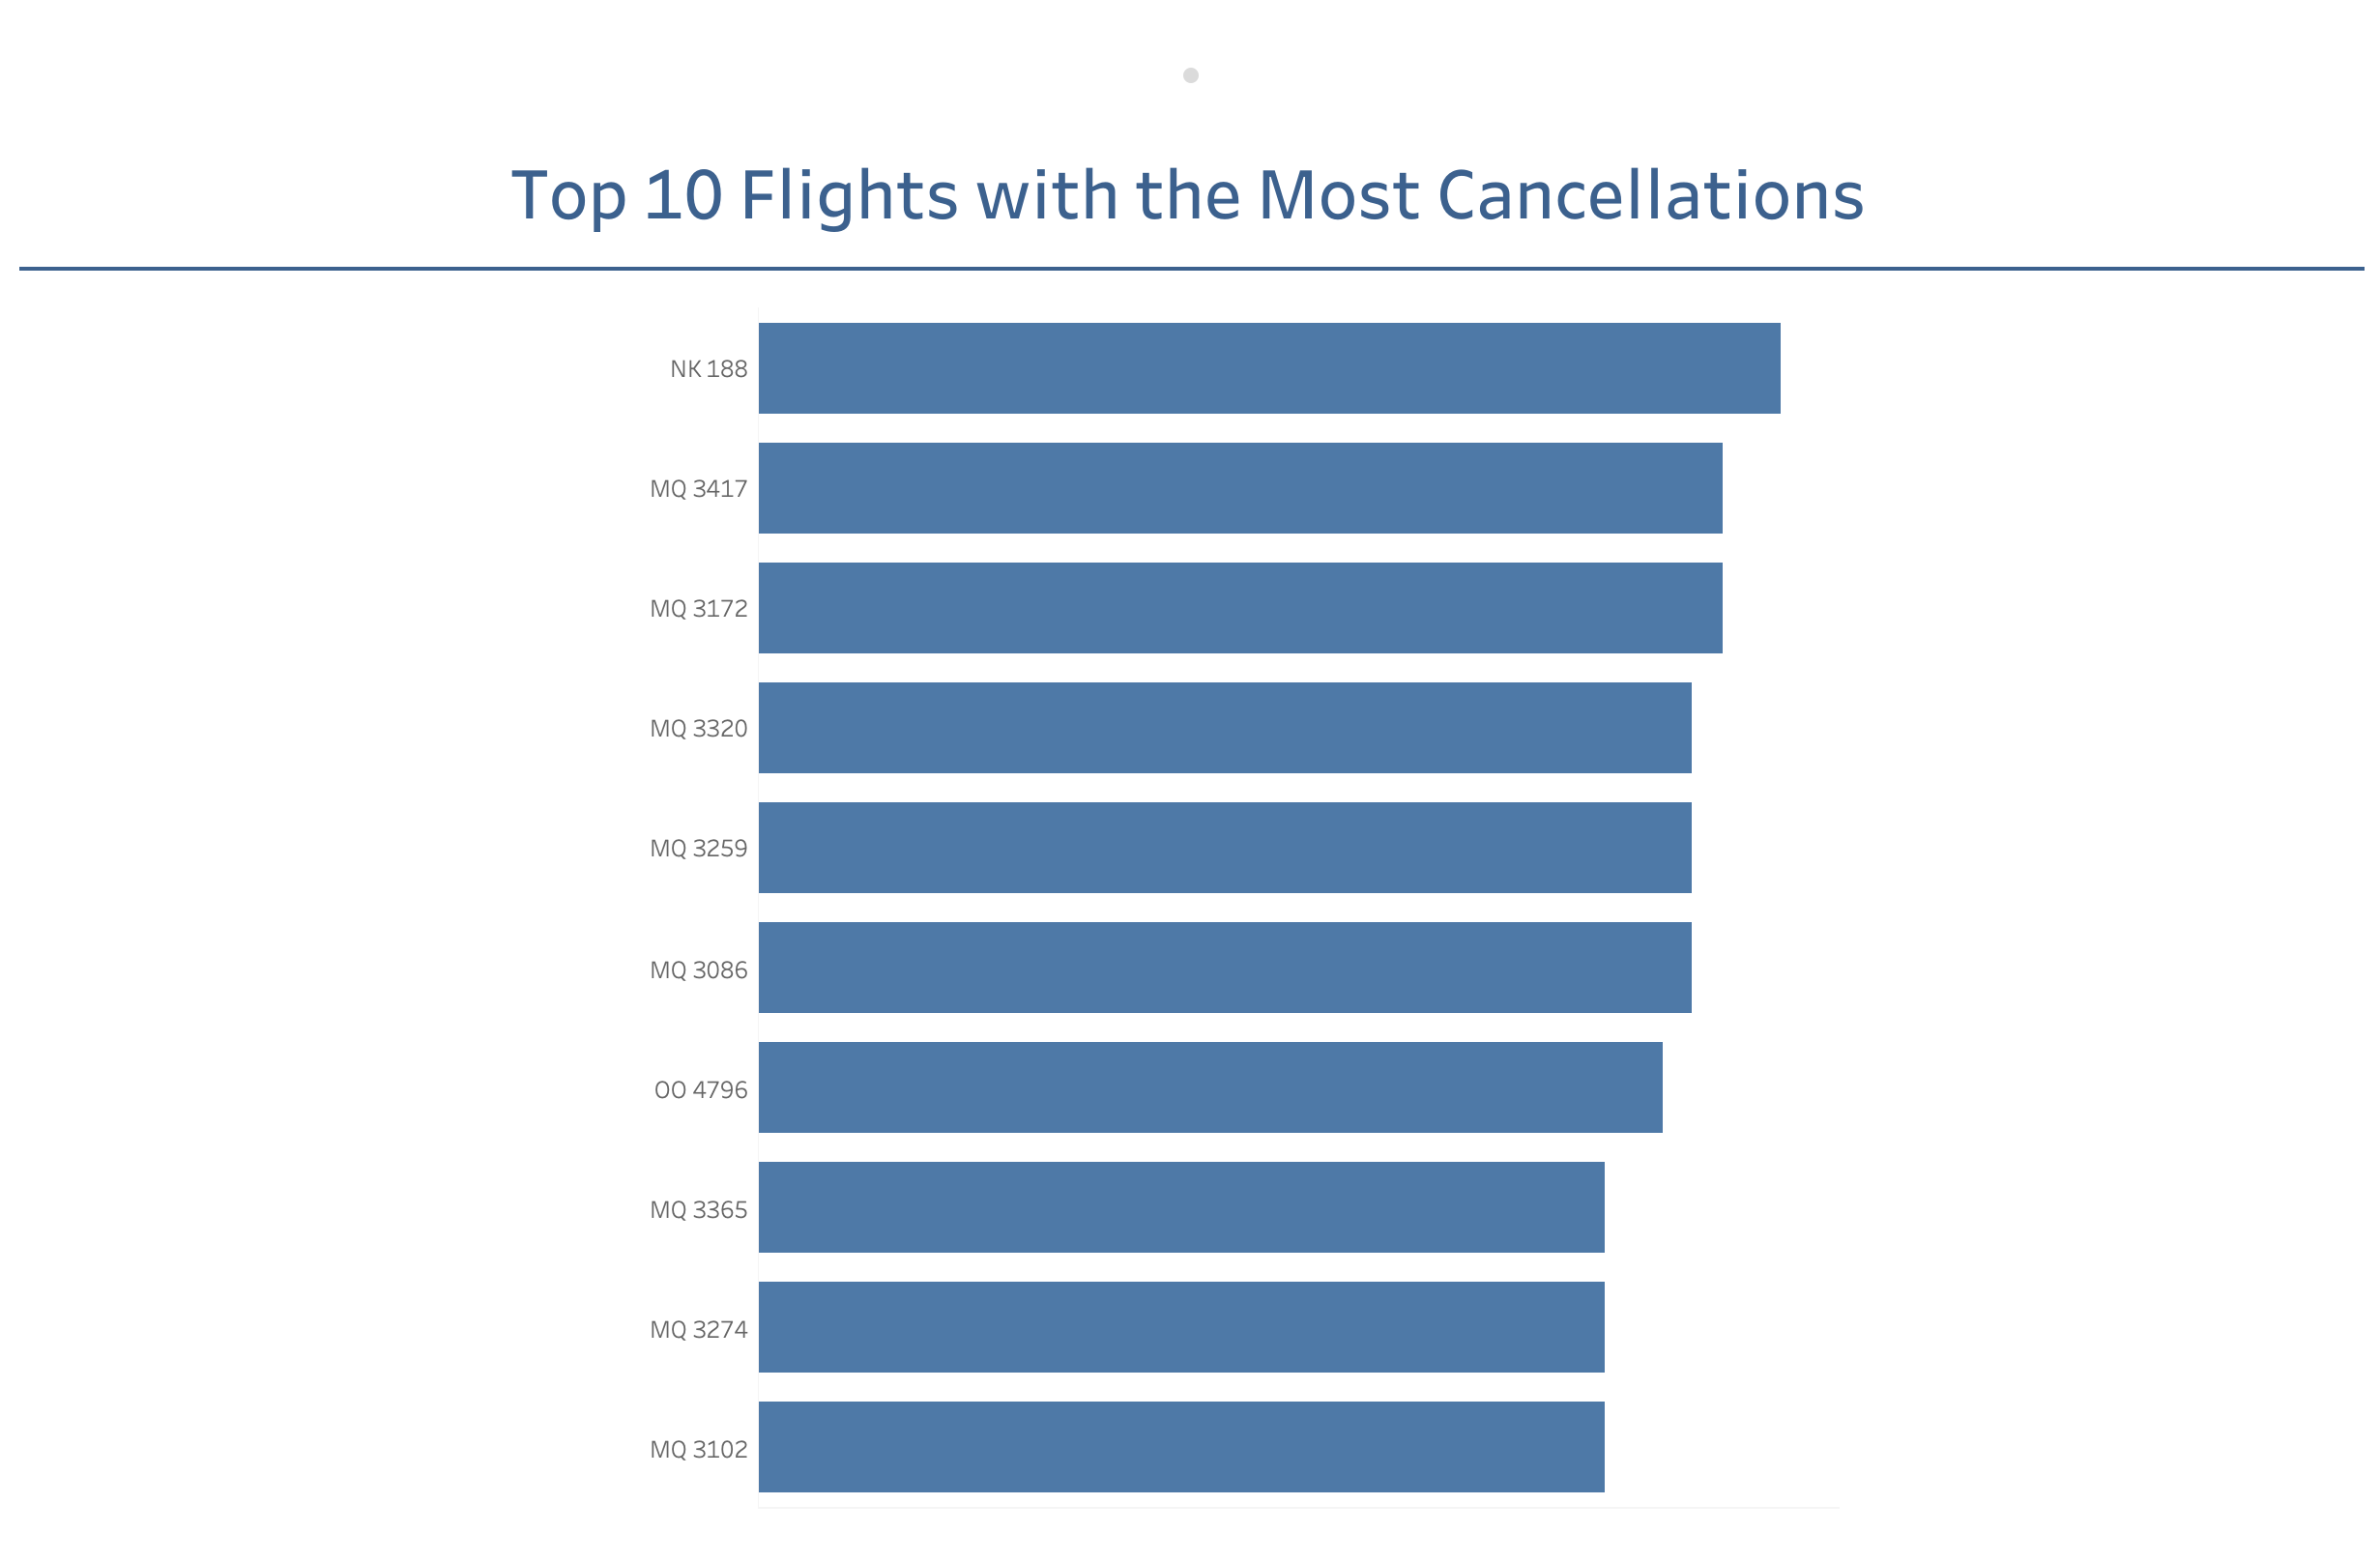 Top 10 Flights with the Most Cancellations
NK 188
MQ 3417
MQ 3172
MQ 3320
MQ 3259
MQ 3086
OO 4796
MQ 3365
MQ 3274
MQ 3102